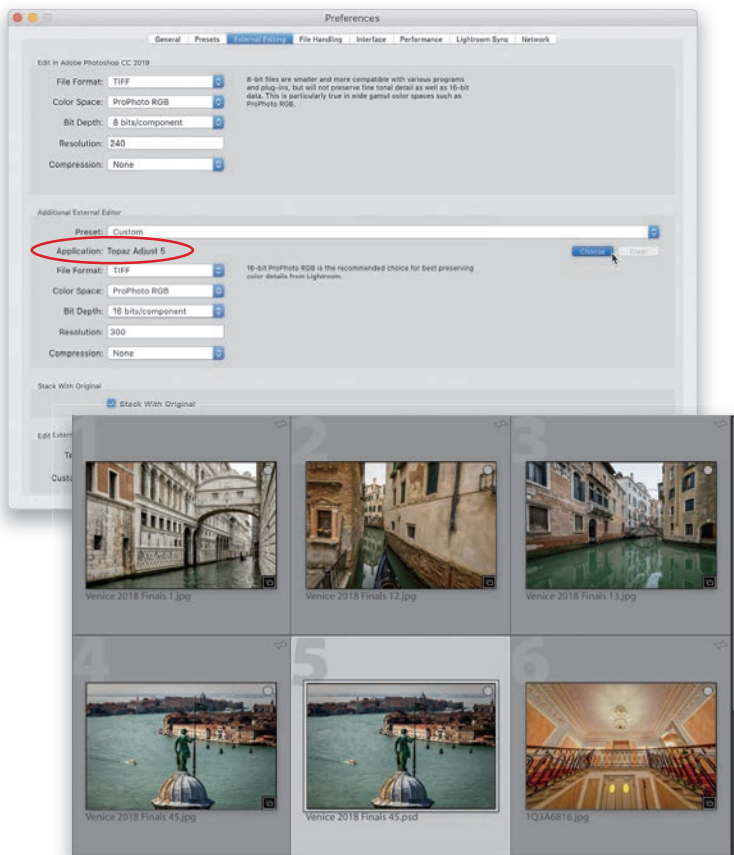 Preferences
General Presets External Editing File Handling Interface Performance Lightroom Sync Network
Edit in Adobe Photoshop CC 2019
File Format: TIFF
8-bit files are smaller and more compatible with various programs
and plug-ins, but will not preserve fine tonal detail as well as 16-bit
data. This is particularly true in wide gamut color spaces such as
ProPhoto RGB.
Color Space: ProPhoto RGB
Bit Depth: 8 bits/component
Resolution: 240
Compression: None
Additional External Editor
Preset: Custom
Application: Topaz Adjust 5
Choose Clear
File Format: TIFF
16-bit ProPhoto RGB is the recommended choice for best preserving
color details from Lightroom.
Color Space: ProPhoto RGB
Bit Depth: 16 bits/component
Resolution: 300
Compression: None
Stack With Original
Stack With Original
Edit Extern
Te
Custo
1 2 3
Venice 2018 Finals 1.jpg Venice 2018 Finals 12.jpg Venice 2018 Finals 13.jpg
4 5 6
Venice 2018 Finals 45.jpg Venice 2018 Finals 45.psd 1Q3A6816.jpg